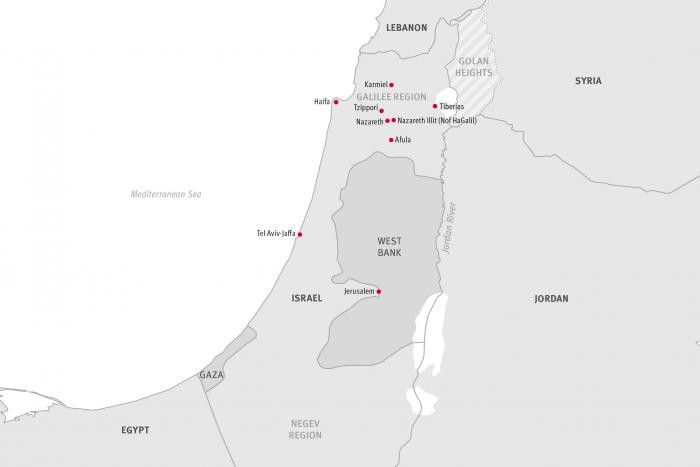 LEBANON
GOLAN
HEIGHTS
SYRIA
Karmiel
GALILEE REGION
Haifa
Tzippori
Tiberias
Nazareth
Nazareth Illit (Nof HaGalil)
Afula
Mediterranean Sea
Jordan River
Tel Aviv-Jaffa
WEST
BANK
Jerusalem
ISRAEL
JORDAN
GAZA
NEGEV
REGION
EGYPT